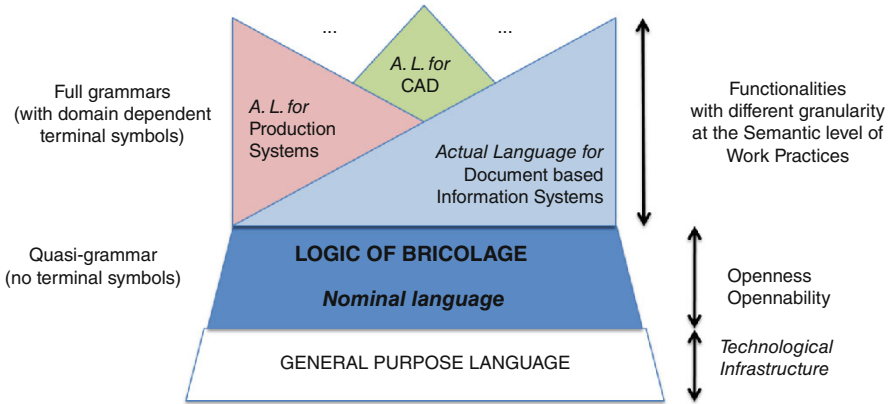 ...
...
A. L. for
CAD
Full grammars
(with domain dependent
terminal symbols)
A. L. for
Production
Systems
Actual Language for
Document based
Information Systems
Functionalities
with different granularity
at the Semantic level of
Work Practices
Quasi-grammar
(no terminal symbols)
LOGIC OF BRICOLAGE
Nominal language
Openness
Opennability
GENERAL PURPOSE LANGUAGE
Technological
Infrastructure